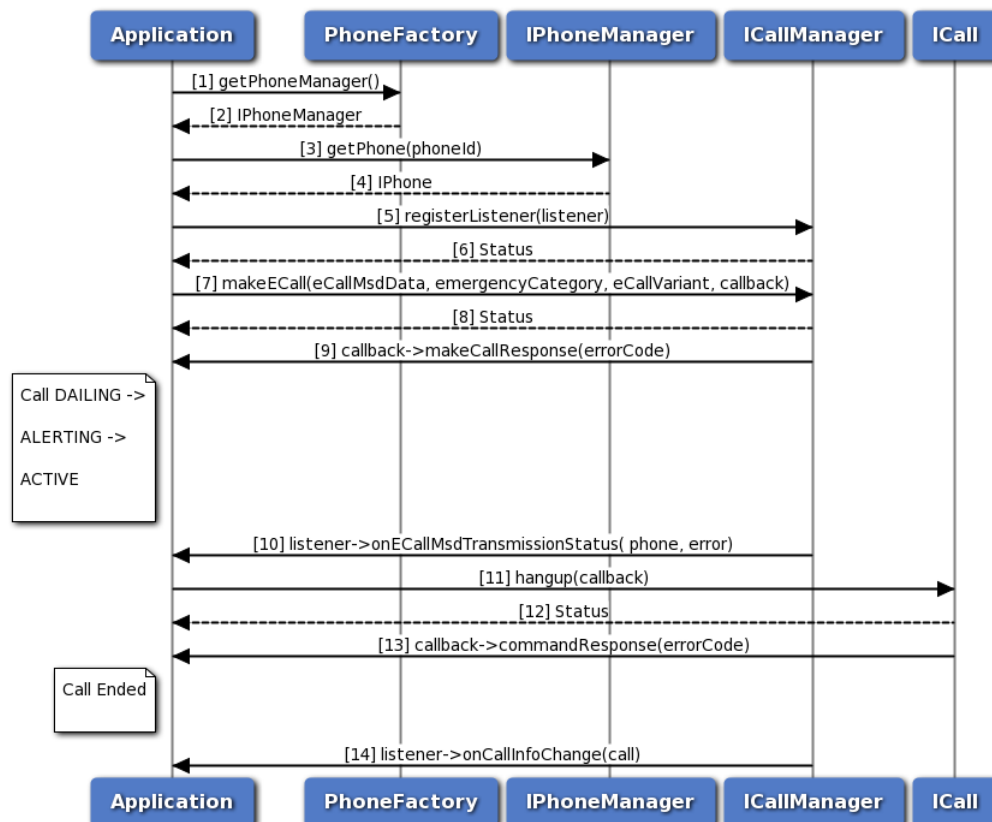 Application PhoneFactory IPhoneManager ICallManager ICall
[1] getPhoneManager()
[2] IPhoneManager
[3] getPhone(phoneId)
[4] IPhone
[5] registerListener(listener)
[6] Status
[7] makeECall(eCallMsdData, emergencyCategory, eCallVariant, callback)
[8] Status
[9] callback->makeCallResponse(errorCode)
Call DAILING ->
ALERTING ->
ACTIVE
[10] listener->onECallMsdTransmissionStatus( phone, error)
[11] hangup(callback)
[12] Status
[13] callback->commandResponse(errorCode)
Call Ended
[14] listener->onCallInfoChange(call)
Application PhoneFactory IPhoneManager ICallManager ICall